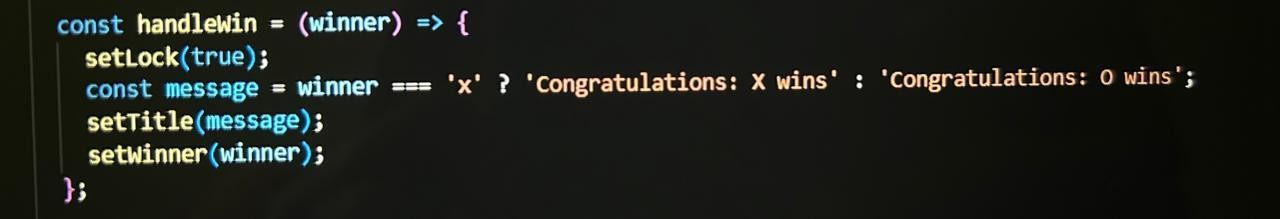 const handleWin = (winner) => {
  setLock(true);
  const message = winner === 'x' ? 'Congratulations: X wins' : 'Congratulations: O wins';
  setTitle(message);
  setWinner(winner);
};